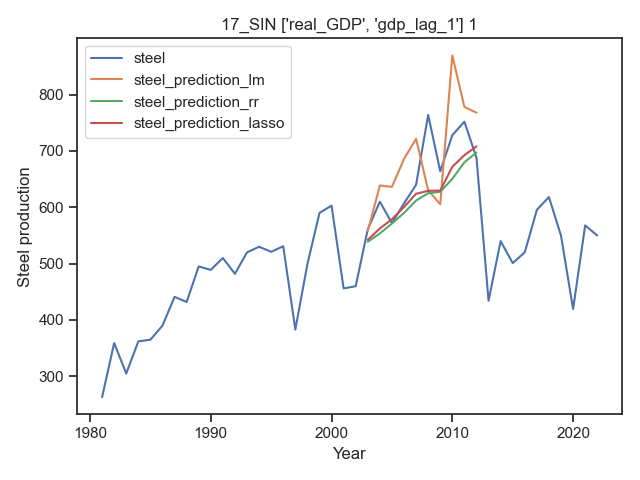 17_SIN ['real_GDP', 'gdp_lag_1'] 1
steel
steel_prediction_lm
steel_prediction_rr
steel_prediction_lasso
Steel production
800
700
600
500
400
300
1980
1990
2000
2010
2020
Year